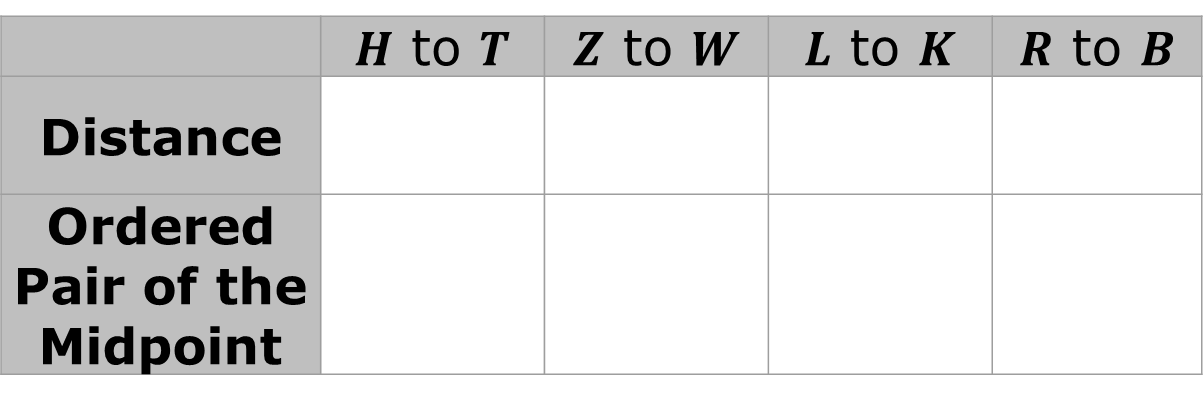 H to T Z to W L to K R to B
Distance
Ordered
Pair of the
Midpoint